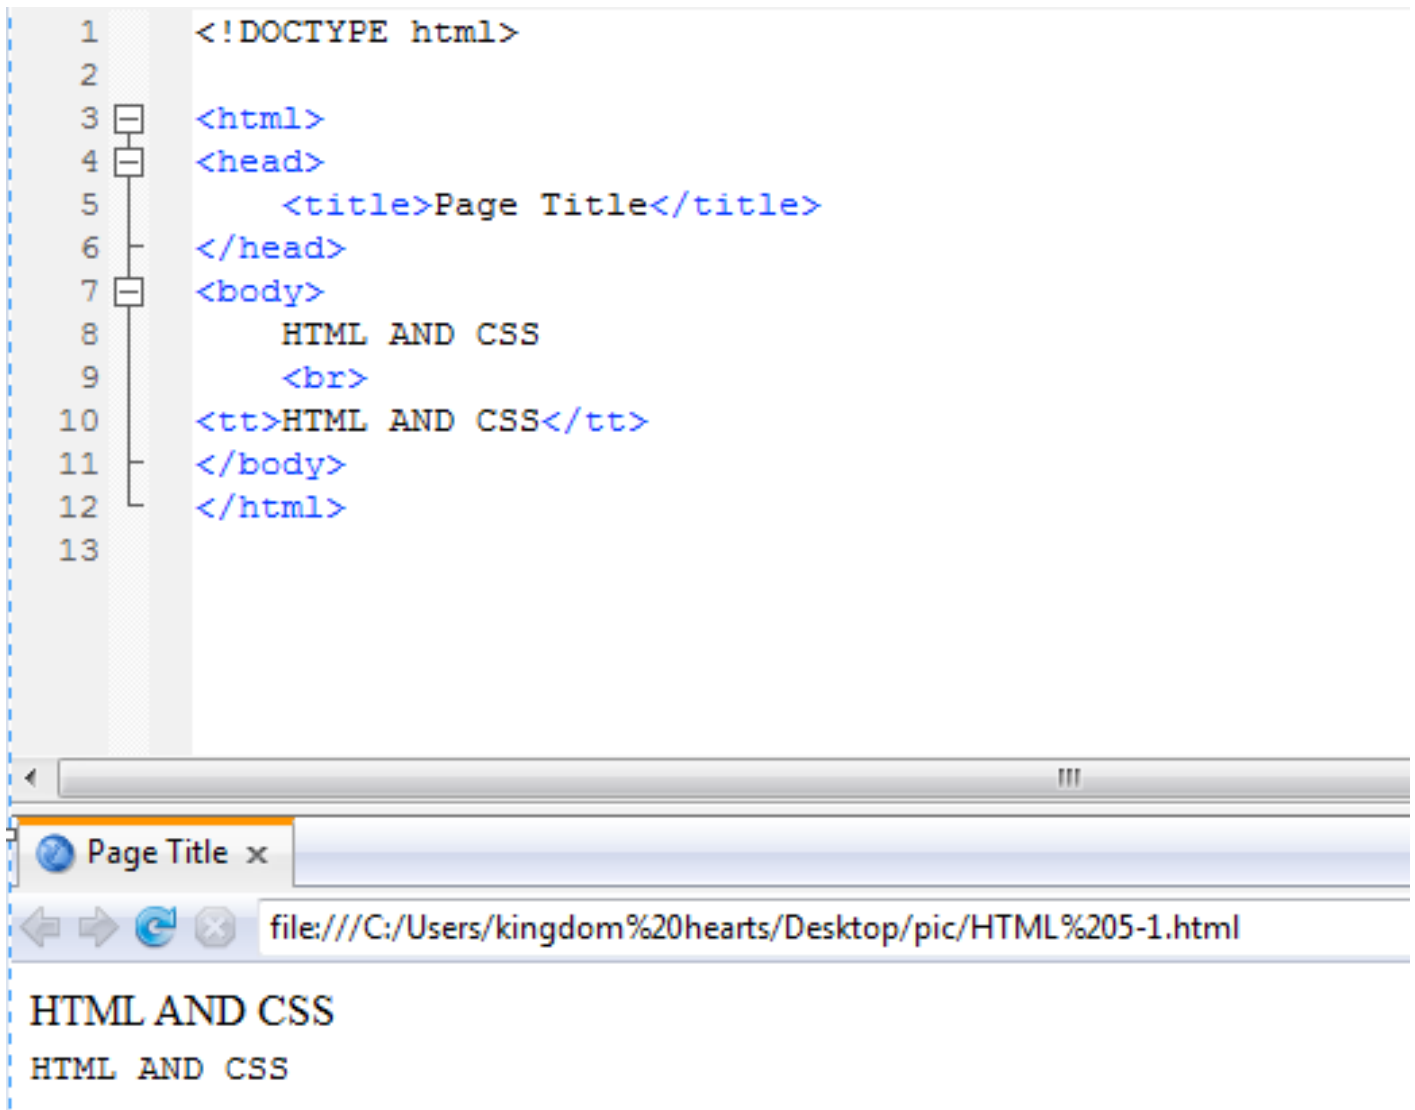 1 <!DOCTYPE html>
2
3 <html>
4 <head>
5 <title>Page Title</title>
6 </head>
7 <body>
8 HTML AND CSS
9 <br>
10 <tt>HTML AND CSS</tt>
11 </body>
12 </html>
13
Page Title x
file:///C:/Users/kingdom%20hearts/Desktop/pic/HTML%205-1.html
HTML AND CSS
HTML AND CSS